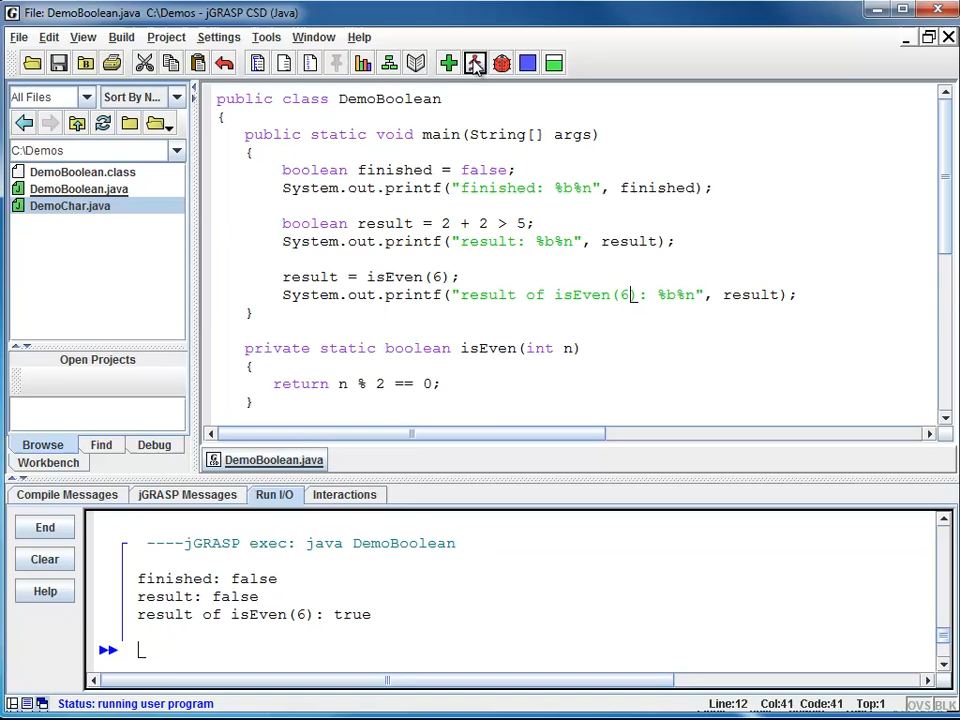 File: DemoBoolean.java C:\Demos - jGRASP CSD (Java)
File Edit View Build Project Settings Tools Window Help
All Files Sort By N...
C:\Demos
DemoBoolean.class
DemoBoolean.java
DemoChar.java
Open Projects
Browse Find Debug
Workbench
public class DemoBoolean
{
public static void main(String[] args)
{
boolean finished = false;
System.out.printf("finished: %b%n", finished);
boolean result = 2 + 2 > 5;
System.out.printf("result: %b%n", result);
result = isEven(6);
System.out.printf("result of isEven(6): %b%n", result);
}
private static boolean isEven(int n)
{
return n % 2 == 0;
}
DemoBoolean.java
Compile Messages jGRASP Messages Run I/O Interactions
End
Clear
Help
----jGRASP exec: java DemoBoolean
finished: false
result: false
result of isEven(6): true
Status: running user program
Line:12 Col:41 Code:41 Top:1 OVS BLK